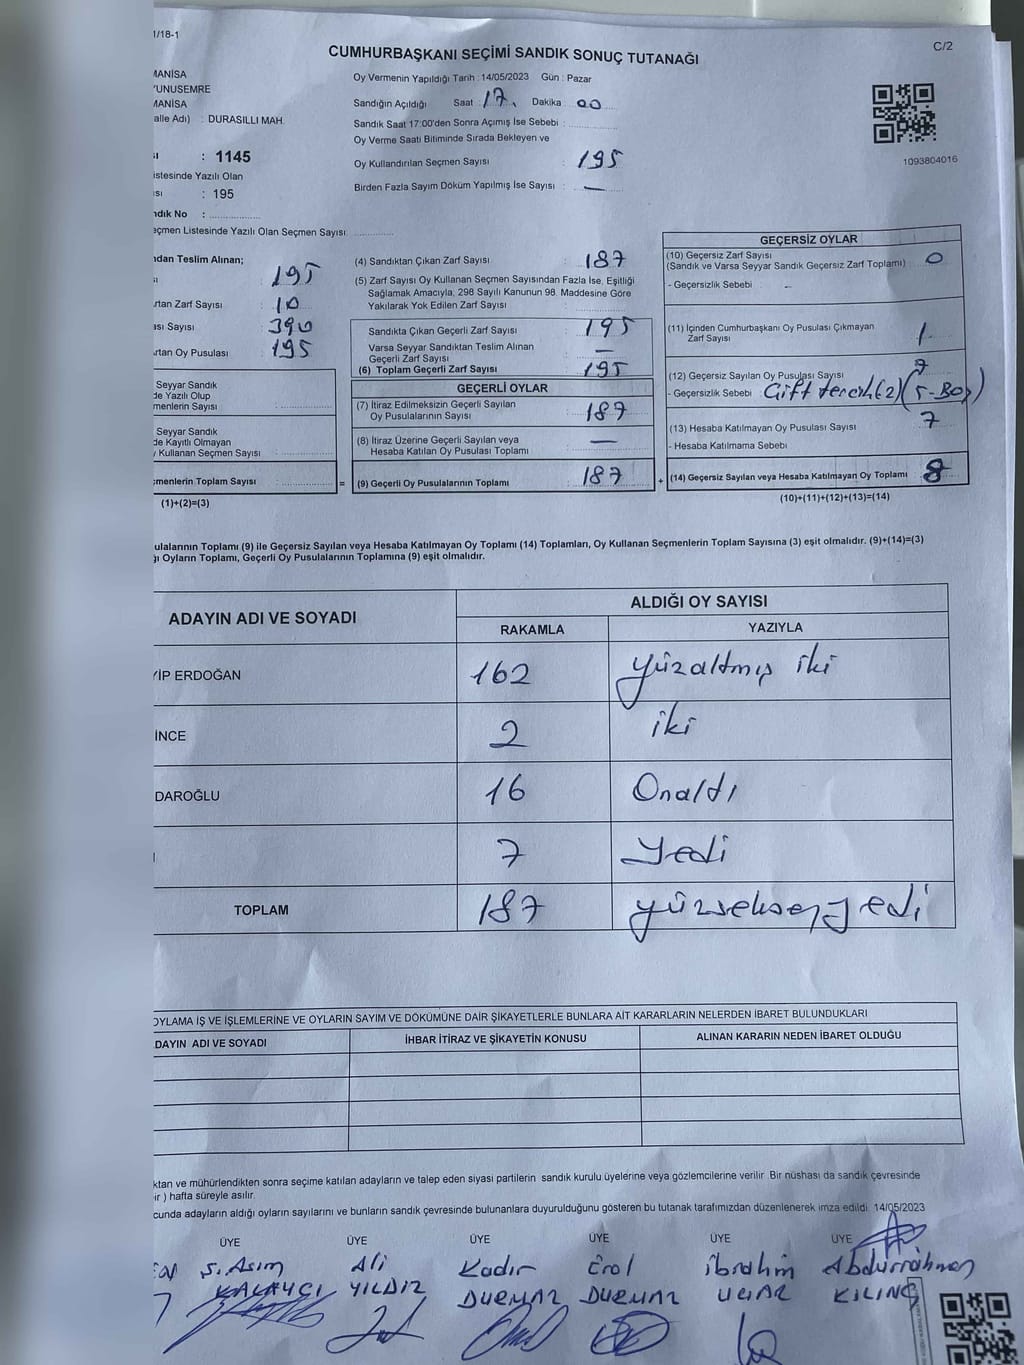 1/18-1
C/2
CUMHURBAŞKANI SEÇİMİ SANDIK SONUÇ TUTANAĞI
MANİSA
YUNUSEMRE
MANİSA
alle Adı) : DURASILLI MAH.
: 1145
istesinde Yazılı Olan
: 195
ndık No : ..............
eçmen Listesinde Yazılı Olan Seçmen Sayısı ..............
Oy Vermenin Yapıldığı Tarih : 14/05/2023 Gün : Pazar
Sandığın Açıldığı Saat : 17. Dakika 00
Sandık Saat 17:00'den Sonra Açımış İse Sebebi :
Oy Verme Saati Bitiminde Sırada Bekleyen ve
Oy Kullandırılan Seçmen Sayısı : 195
Birden Fazla Sayım Döküm Yapılmış İse Sayısı : —
1093804016
ndan Teslim Alınan;
195
rtan Zarf Sayısı : 10
ası Sayısı : 390
rtan Oy Pusulası : 195
Seyyar Sandık
de Yazılı Olup
menlerin Sayısı
Seyyar Sandık
de Kayıtlı Olmayan
Kullanan Seçmen Sayısı
çmenlerin Toplam Sayısı
(1)+(2)=(3)
(4) Sandıktan Çıkan Zarf Sayısı : 187
(5) Zarf Sayısı Oy Kullanan Seçmen Sayısından Fazla İse, Eşitliği
Sağlamak Amacıyla, 298 Sayılı Kanunun 98. Maddesine Göre
Yakılarak Yok Edilen Zarf Sayısı
Sandıkta Çıkan Geçerli Zarf Sayısı : 195
Varsa Seyyar Sandıktan Teslim Alınan
Geçerli Zarf Sayısı —
(6) Toplam Geçerli Zarf Sayısı : 195
GEÇERLİ OYLAR
(7) İtiraz Edilmeksizin Geçerli Sayılan
Oy Pusulalarının Sayısı : 187
(8) İtiraz Üzerine Geçerli Sayılan veya
Hesaba Katılan Oy Pusulası Toplamı —
= (9) Geçerli Oy Pusulalarının Toplamı : 187
GEÇERSİZ OYLAR
(10) Geçersiz Zarf Sayısı
(Sandık ve Varsa Seyyar Sandık Geçersiz Zarf Toplamı) : 0
- Geçersizlik Sebebi : -
(11) İçinden Cumhurbaşkanı Oy Pusulası Çıkmayan
Zarf Sayısı 1
(12) Geçersiz Sayılan Oy Pusulası Sayısı 7
- Geçersizlik Sebebi : Çift tercih(2)(5-Boş)
(13) Hesaba Katılmayan Oy Pusulası Sayısı 7
- Hesaba Katılmama Sebebi
+ (14) Geçersiz Sayılan veya Hesaba Katılmayan Oy Toplamı 8
(10)+(11)+(12)+(13)=(14)
ulalarının Toplamı (9) ile Geçersiz Sayılan veya Hesaba Katılmayan Oy Toplamı (14) Toplamları, Oy Kullanan Seçmenlerin Toplam Sayısına (3) eşit olmalıdır. (9)+(14)=(3)
ğı Oyların Toplamı, Geçerli Oy Pusulalarının Toplamına (9) eşit olmalıdır.
ADAYIN ADI VE SOYADI ALDIĞI OY SAYISI
RAKAMLA YAZIYLA
YİP ERDOĞAN 162 yüzaltmış iki
İNCE 2 iki
DAROĞLU 16 Onaltı
7 Yedi
TOPLAM 187 yüzseksenyedi
OYLAMA İŞ VE İŞLEMLERİNE VE OYLARIN SAYIM VE DÖKÜMÜNE DAİR ŞİKAYETLERLE BUNLARA AİT KARARLARIN NELERDEN İBARET BULUNDUKLARI
DAYIN ADI VE SOYADI İHBAR İTİRAZ VE ŞİKAYETİN KONUSU ALINAN KARARIN NEDEN İBARET OLDUĞU
ktan ve mühürlendikten sonra seçime katılan adayların ve talep eden siyasi partilerin sandık kurulu üyelerine veya gözlemcilerine verilir. Bir nüshası da sandık çevresinde
ir ) hafta süreyle asılır.
cunda adayların aldığı oyların sayılarını ve bunların sandık çevresinde bulunanlara duyurulduğunu gösteren bu tutanak tarafımızdan düzenlenerek imza edildi. 14/05/2023
ÜYE ÜYE ÜYE ÜYE ÜYE ÜYE
S. Asım Ali Kadir Erol İbrahim Abdurrahman
KALAYCI YILDIZ DURMAZ DURMAZ UÇAR KILINÇ